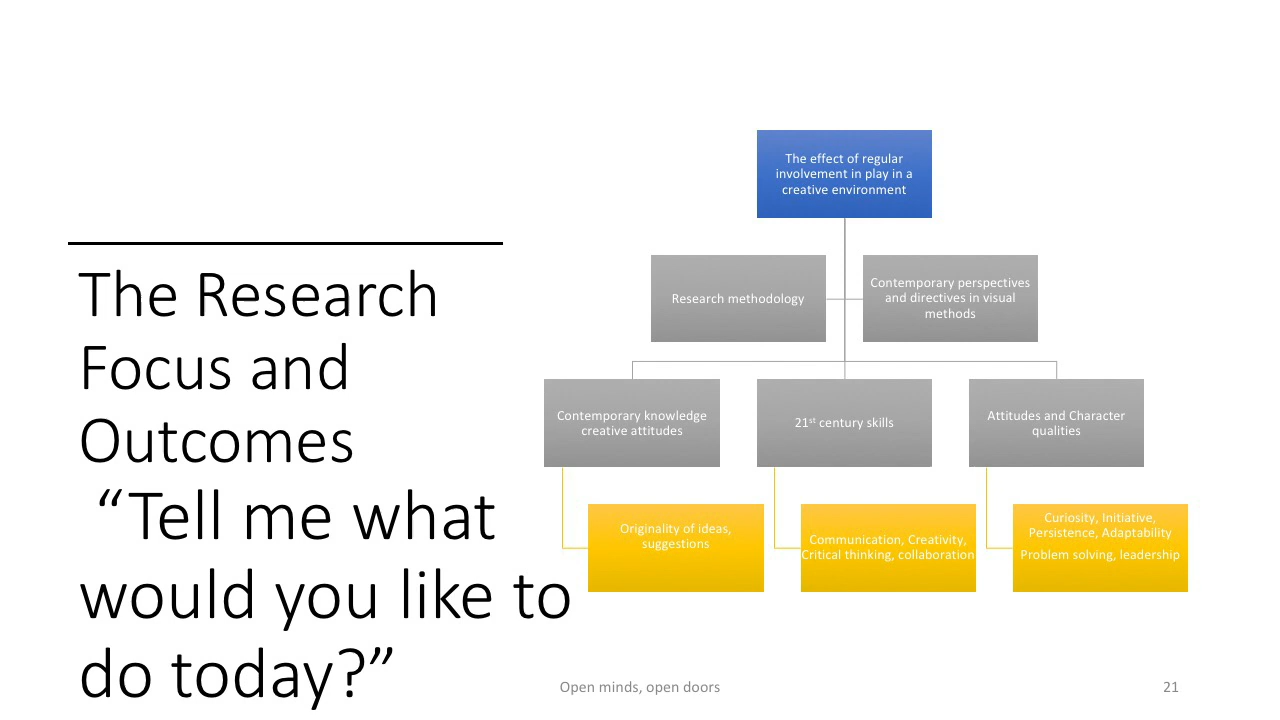 The Research
Focus and
Outcomes
“Tell me what
would you like to
do today?”
The effect of regular
involvement in play in a
creative environment
Research methodology
Contemporary perspectives
and directives in visual
methods
Contemporary knowledge
creative attitudes
21st century skills
Attitudes and Character
qualities
Originality of ideas,
suggestions
Communication, Creativity,
Critical thinking, collaboration
Curiosity, Initiative,
Persistence, Adaptability
Problem solving, leadership
Open minds, open doors
21